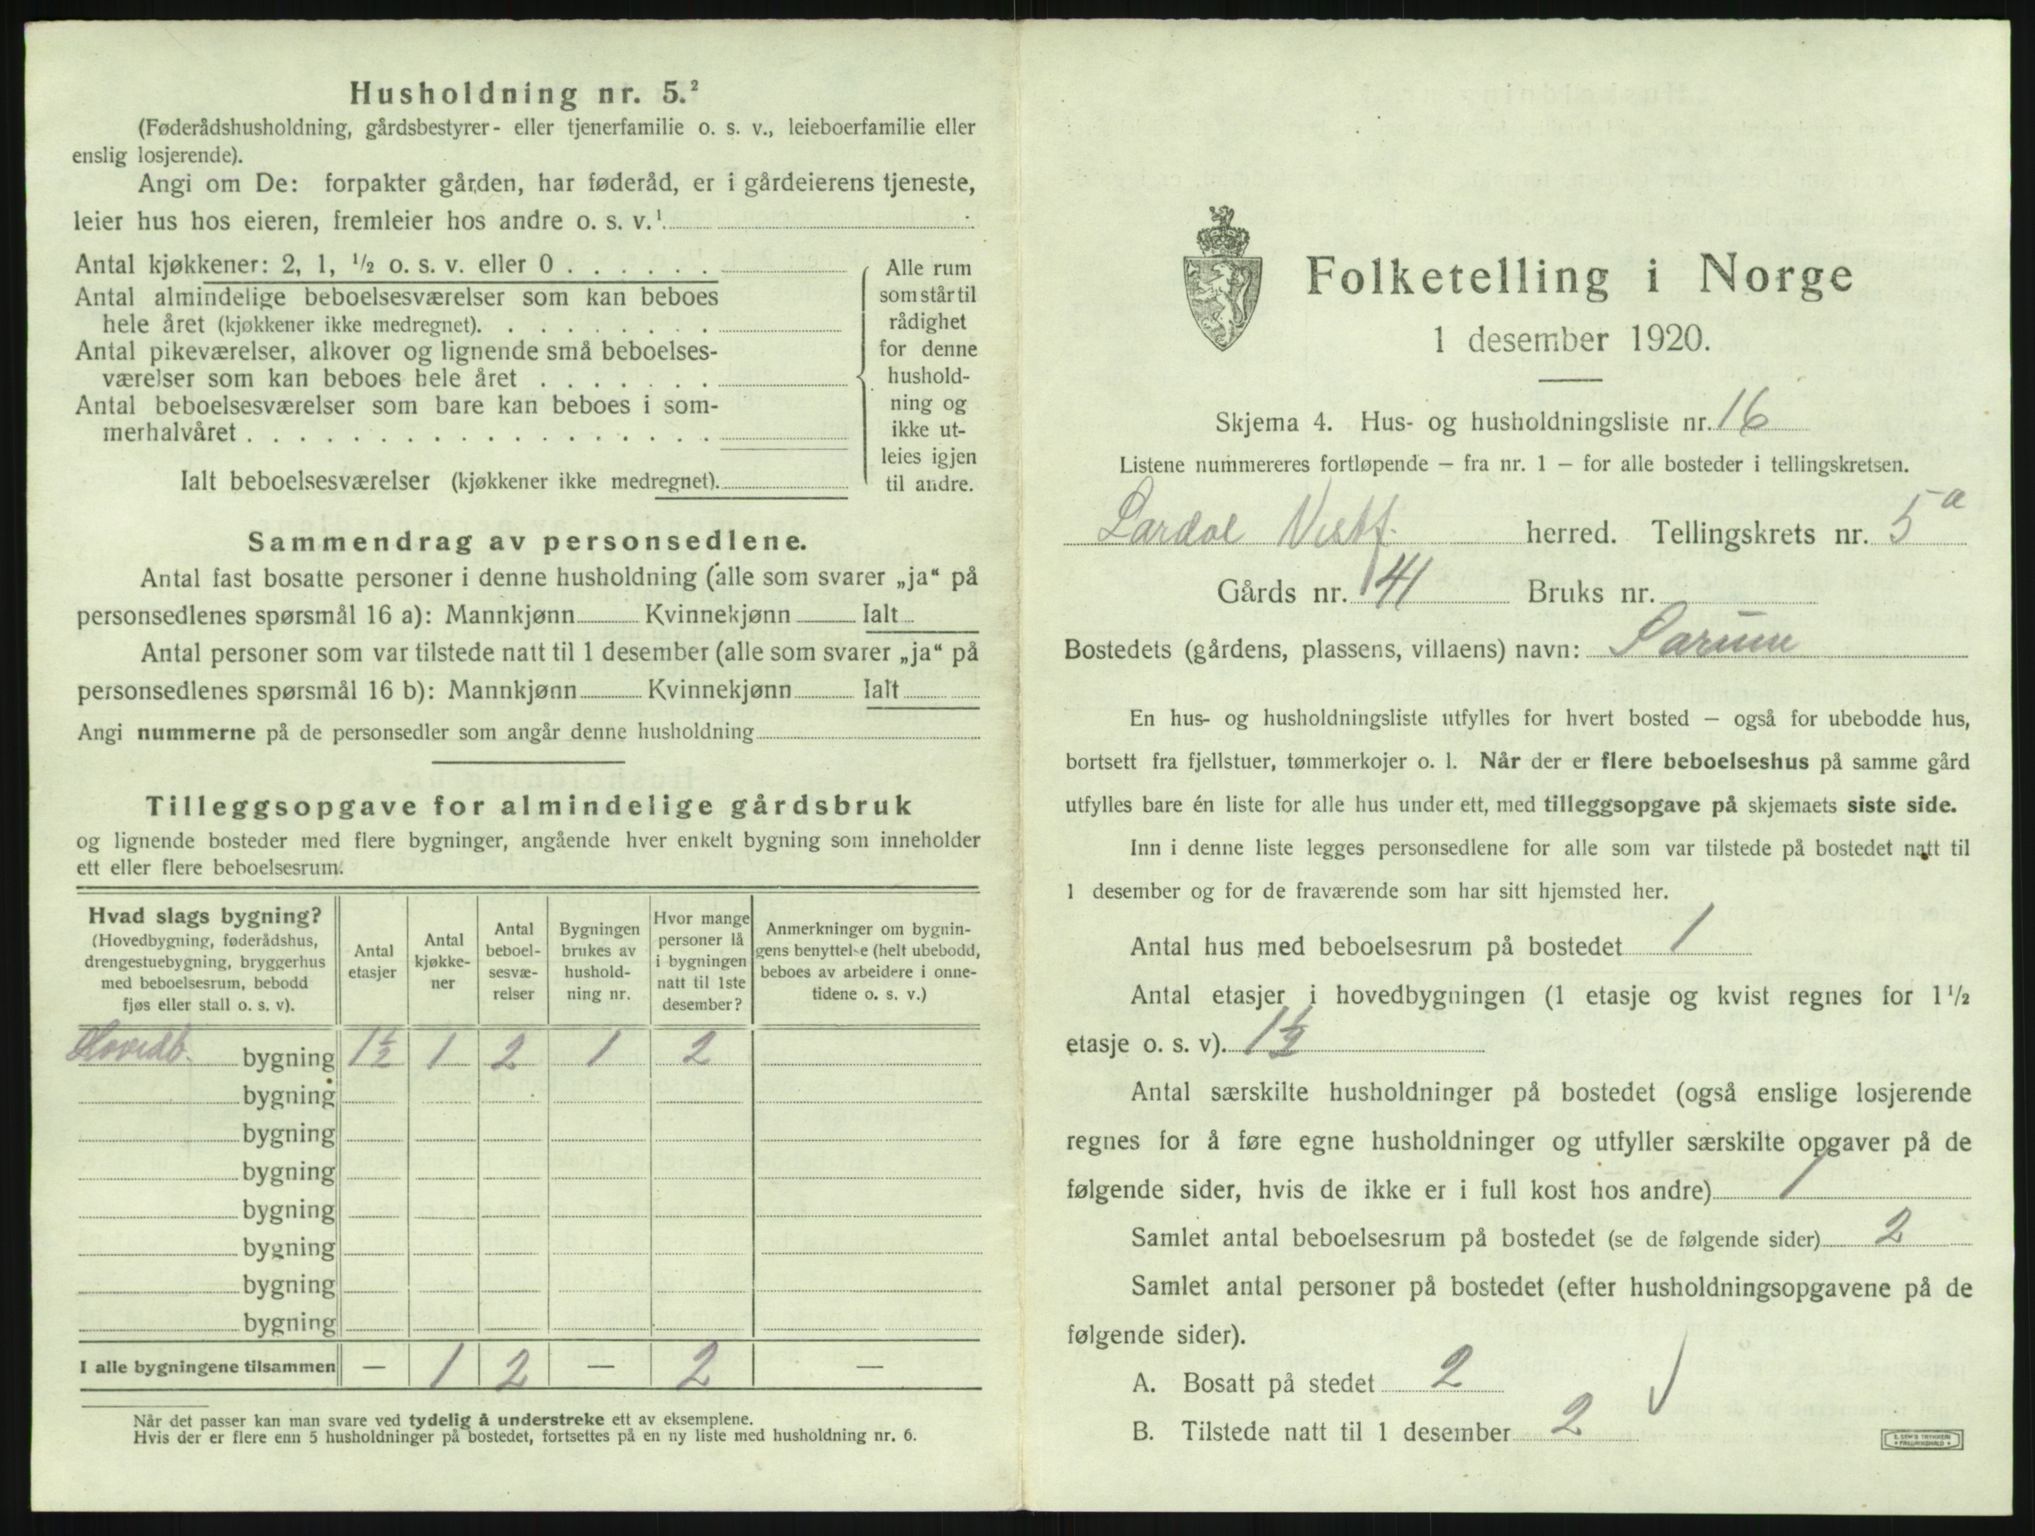 Husholdning nr. 5.²
(Føderådshusholdning, gårdsbestyrer- eller tjenerfamilie o. s. v., leieboerfamilie eller
enslig losjerende).
Angi om De: forpakter gården, har føderåd, er i gårdeierens tjeneste,
leier hus hos eieren, fremleier hos andre o. s. v.¹
Antal kjøkkener: 2, 1, ½ o. s. v. eller 0 . . . . . .
Antal almindelige beboelsesværelser som kan beboes
hele året (kjøkkener ikke medregnet). . . . . . . . .
Antal pikeværelser, alkover og lignende små beboelses-
værelser som kan beboes hele året . . . . . . .
Antal beboelsesværelser som bare kan beboes i som-
merhalvåret . . . . . . . . . . . . . . . . .
Ialt beboelsesværelser (kjøkkener ikke medregnet).
Alle rum
som står til
rådighet
for denne
hushold-
ning og
ikke ut-
leies igjen
til andre.
Sammendrag av personsedlene.
Antal fast bosatte personer i denne husholdning (alle som svarer „ja“ på
personsedlenes spørsmål 16 a): Mannkjønn Kvinnekjønn Ialt
Antal personer som var tilstede natt til 1 desember (alle som svarer „ja“ på
personsedlenes spørsmål 16 b): Mannkjønn Kvinnekjønn Ialt
Angi nummerne på de personsedler som angår denne husholdning
Tilleggsopgave for almindelige gårdsbruk
og lignende bosteder med flere bygninger, angående hver enkelt bygning som inneholder
ett eller flere beboelsesrum.
Hvad slags bygning?
(Hovedbygning, føderådshus,
drengestuebygning, bryggerhus
med beboelsesrum, bebodd
fjøs eller stall o. s. v).
Antal
etasjer
Antal
kjøkke-
ner
Antal
beboel-
sesvæ-
relser
Bygningen
brukes av
hushold-
ning nr.
Hvor mange
personer lå
i bygningen
natt til 1ste
desember?
Anmerkninger om bygnin-
gens benyttelse (helt ubebodd,
beboes av arbeidere i onne-
tidene o. s. v.)
Hovedb. bygning 1½ 1 2 1 2
bygning
bygning
bygning
bygning
bygning
bygning
bygning
I alle bygningene tilsammen — 1 2 — 2 —
Når det passer kan man svare ved tydelig å understreke ett av eksemplene.
Hvis der er flere enn 5 husholdninger på bostedet, fortsettes på en ny liste med husholdning nr. 6.
Folketelling i Norge
1 desember 1920.
Skjema 4. Hus- og husholdningsliste nr. 16
Listene nummereres fortløpende — fra nr. 1 — for alle bosteder i tellingskretsen.
Lardal Vestf. herred. Tellingskrets nr. 5a
Gårds nr. 141 Bruks nr.
Bostedets (gårdens, plassens, villaens) navn:
En hus- og husholdningsliste utfylles for hvert bosted — også for ubebodde hus,
bortsett fra fjellstuer, tømmerkojer o. l. Når der er flere beboelseshus på samme gård
utfylles bare én liste for alle hus under ett, med tilleggsopgave på skjemaets siste side.
Inn i denne liste legges personsedlene for alle som var tilstede på bostedet natt til
1 desember og for de fraværende som har sitt hjemsted her.
Antal hus med beboelsesrum på bostedet 1
Antal etasjer i hovedbygningen (1 etasje og kvist regnes for 1½
etasje o. s. v). 1½
Antal særskilte husholdninger på bostedet (også enslige losjerende
regnes for å føre egne husholdninger og utfyller særskilte opgaver på de
følgende sider, hvis de ikke er i full kost hos andre) 1
Samlet antal beboelsesrum på bostedet (se de følgende sider) 2
Samlet antal personer på bostedet (efter husholdningsopgavene på de
følgende sider).
A. Bosatt på stedet 2
B. Tilstede natt til 1 desember 2